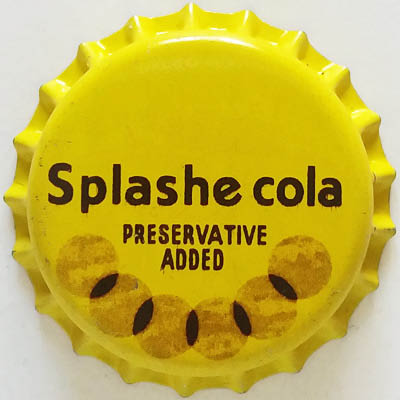 Splashe cola
PRESERVATIVE
ADDED